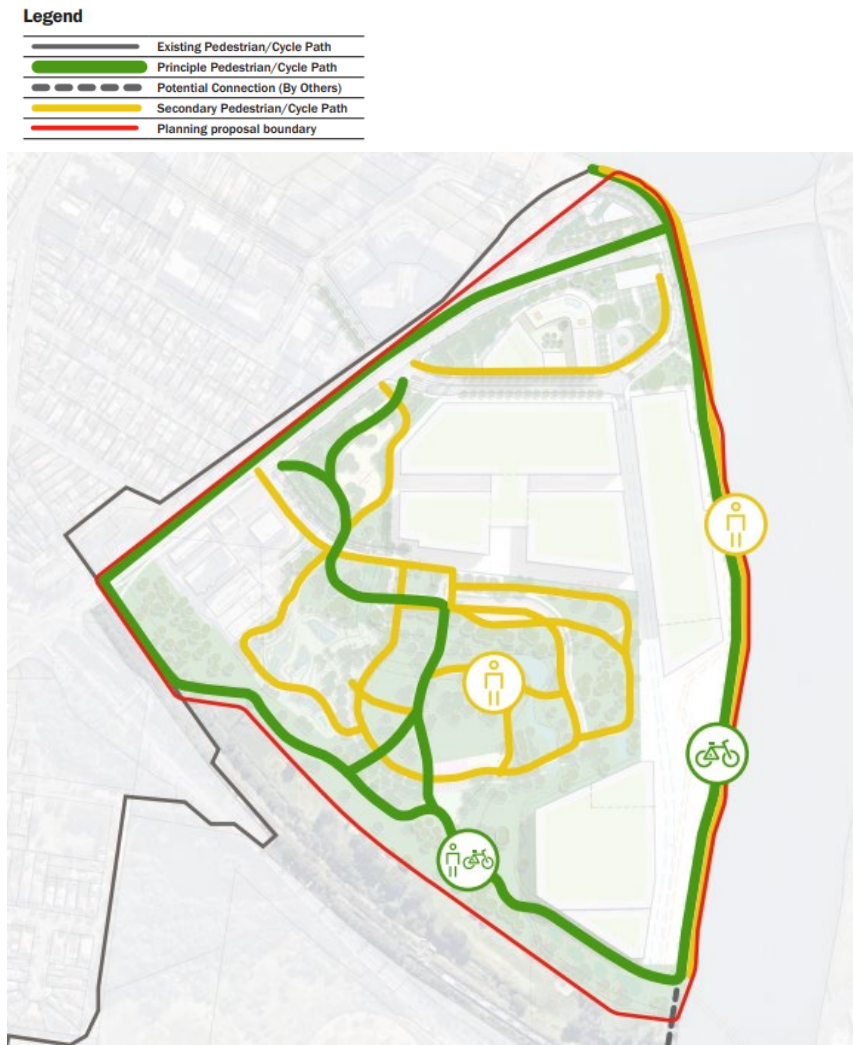 Legend
Existing Pedestrian/Cycle Path
Principle Pedestrian/Cycle Path
Potential Connection (By Others)
Secondary Pedestrian/Cycle Path
Planning proposal boundary